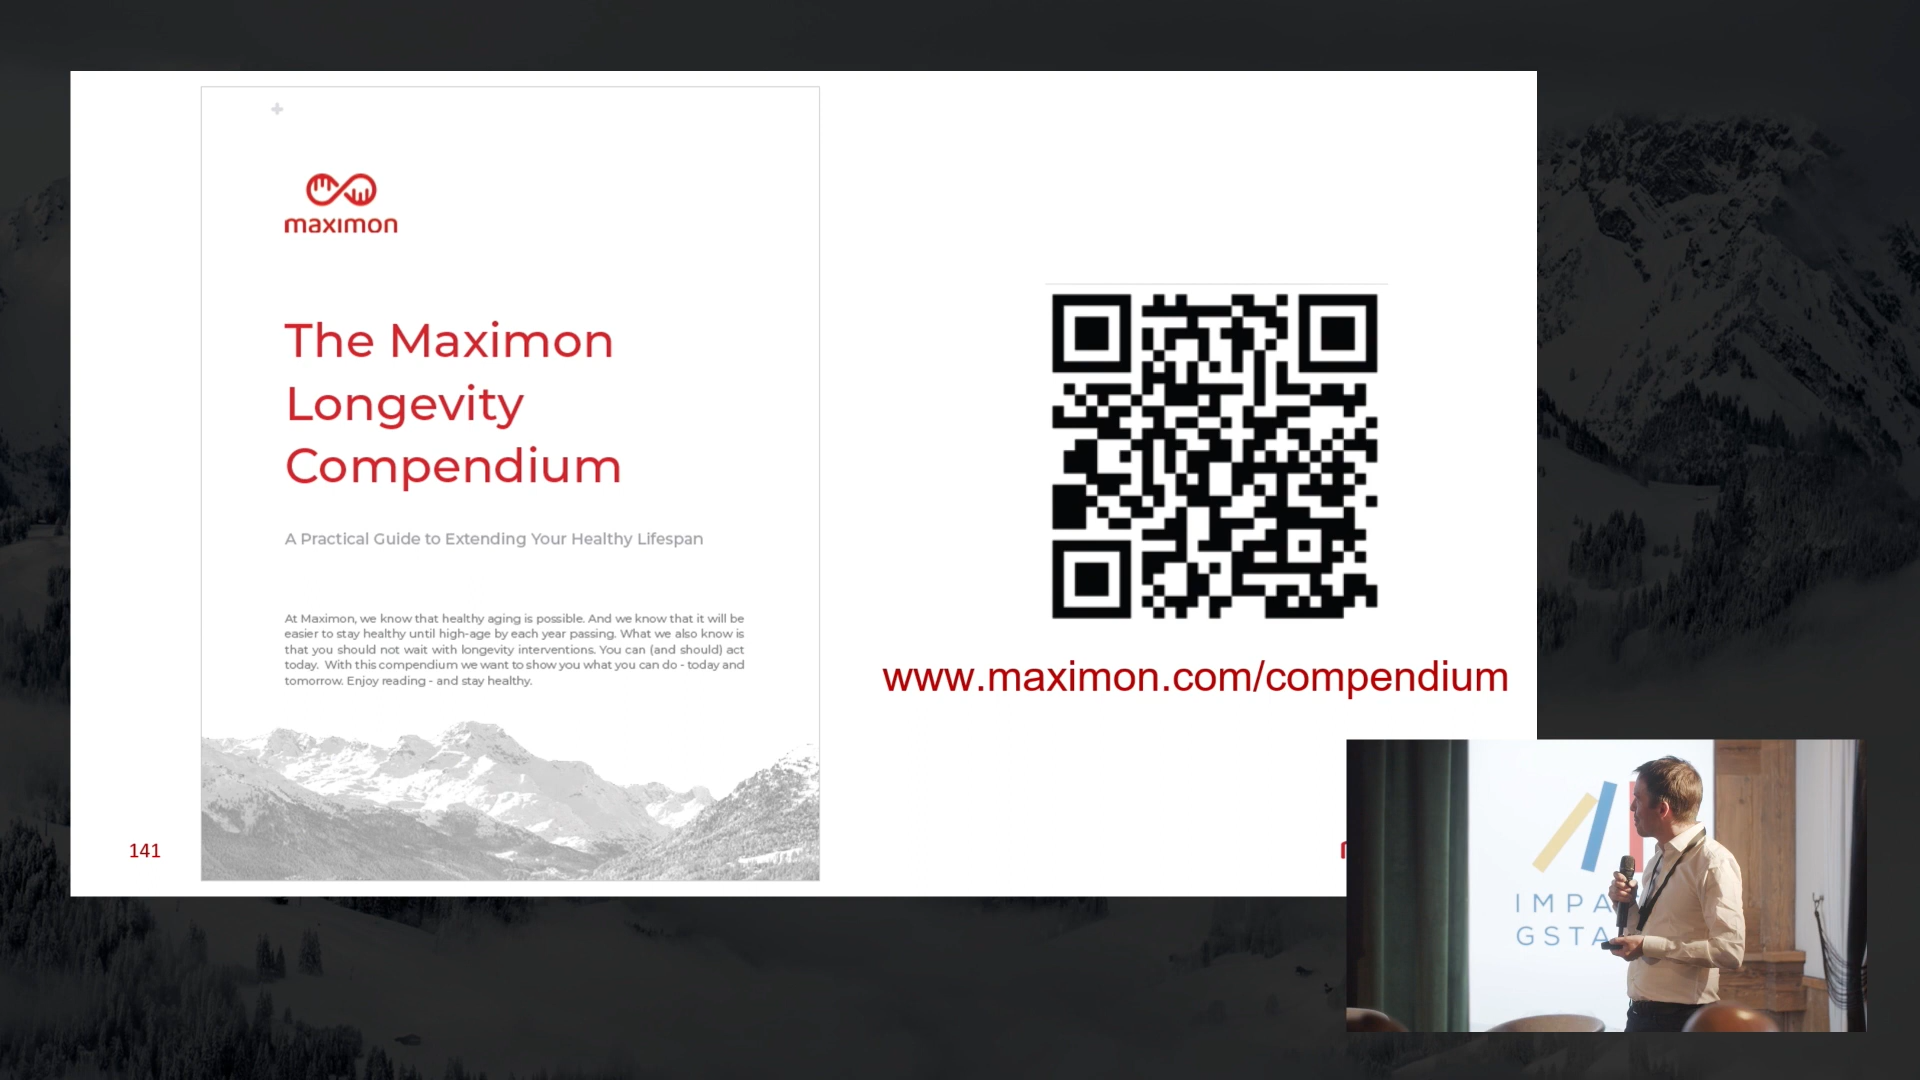 maximon
The Maximon
Longevity
Compendium
A Practical Guide to Extending Your Healthy Lifespan
At Maximon, we know that healthy aging is possible. And we know that it will be
easier to stay healthy until high-age by each year passing. What we also know is
that you should not wait with longevity interventions. You can (and should) act
today. With this compendium we want to show you what you can do - today and
tomorrow. Enjoy reading - and stay healthy.
www.maximon.com/compendium
141
IMPA
GSTA